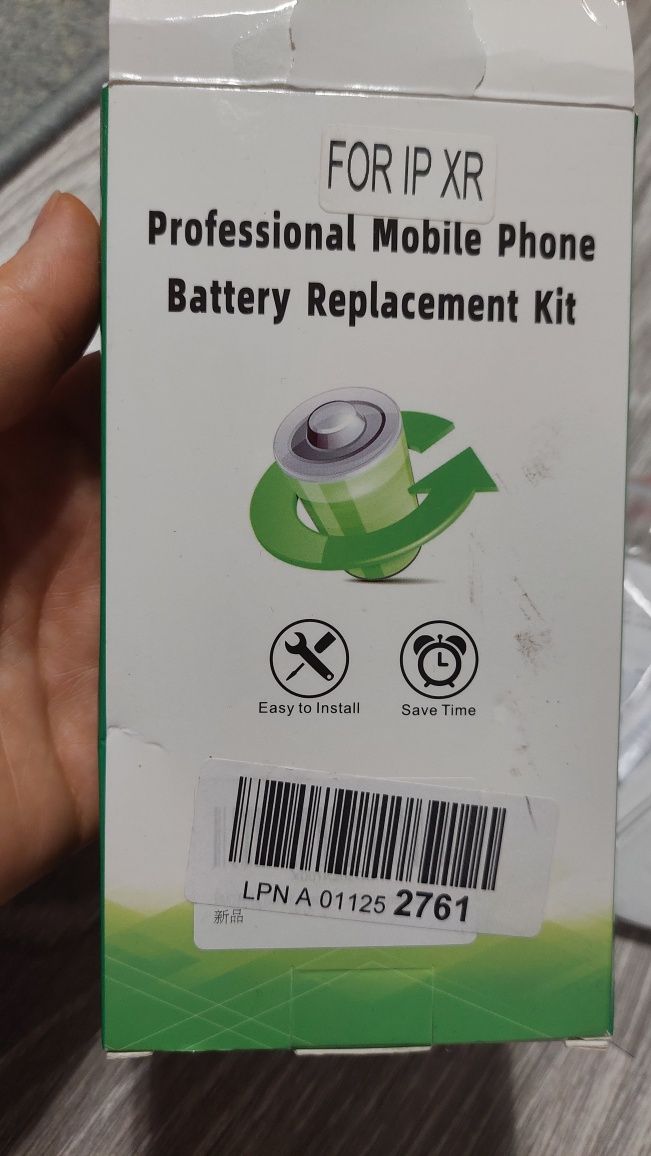 FOR IP XR
Professional Mobile Phone
Battery Replacement Kit
Easy to Install
Save Time
LPN A 01125 2761
新品